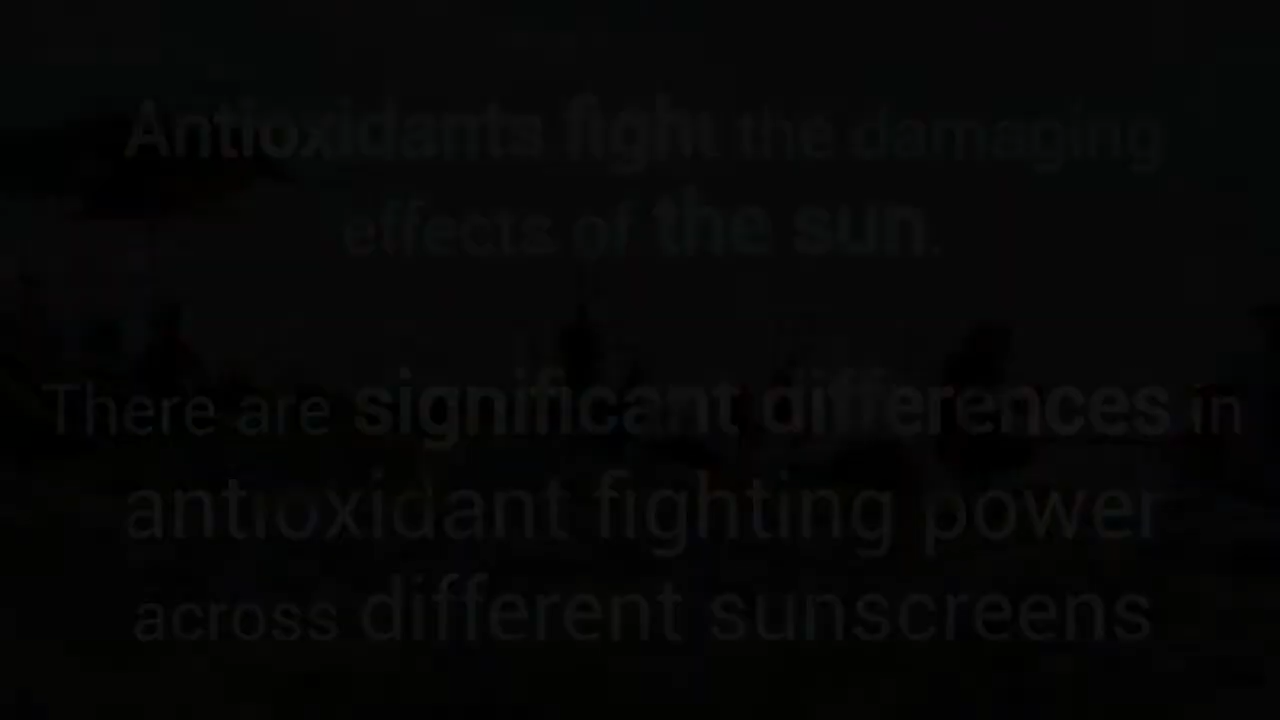 Antioxidants fight the damaging
effects of the sun.
There are significant differences in
antioxidant fighting power
across different sunscreens